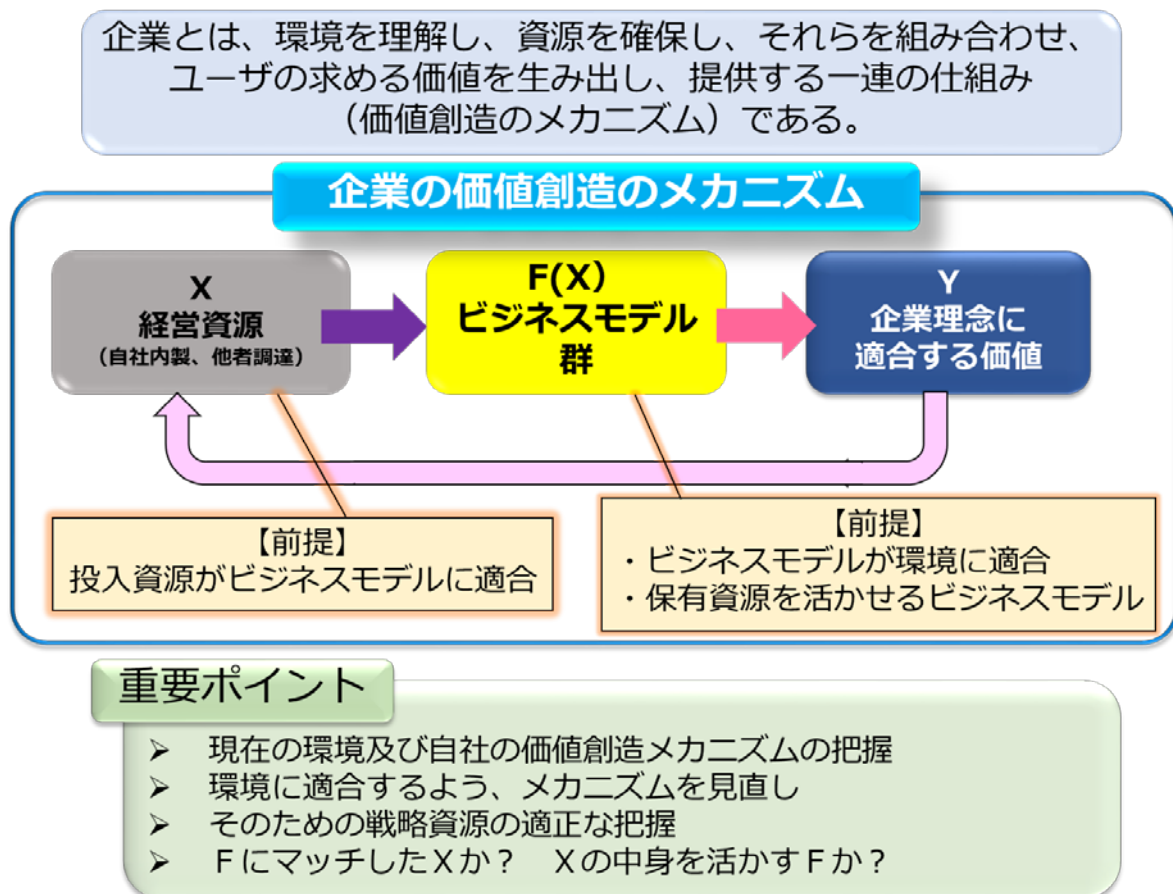 企業とは、環境を理解し、資源を確保し、それらを組み合わせ、
ユーザの求める価値を生み出し、提供する一連の仕組み
（価値創造のメカニズム）である。
企業の価値創造のメカニズム
X
経営資源
（自社内製、他者調達）
F(X）
ビジネスモデル
群
Y
企業理念に
適合する価値
【前提】
投入資源がビジネスモデルに適合
【前提】
・ビジネスモデルが環境に適合
・保有資源を活かせるビジネスモデル
重要ポイント
➢ 現在の環境及び自社の価値創造メカニズムの把握
➢ 環境に適合するよう、メカニズムを見直し
➢ そのための戦略資源の適正な把握
➢ ＦにマッチしたＸか？　Ｘの中身を活かすＦか？